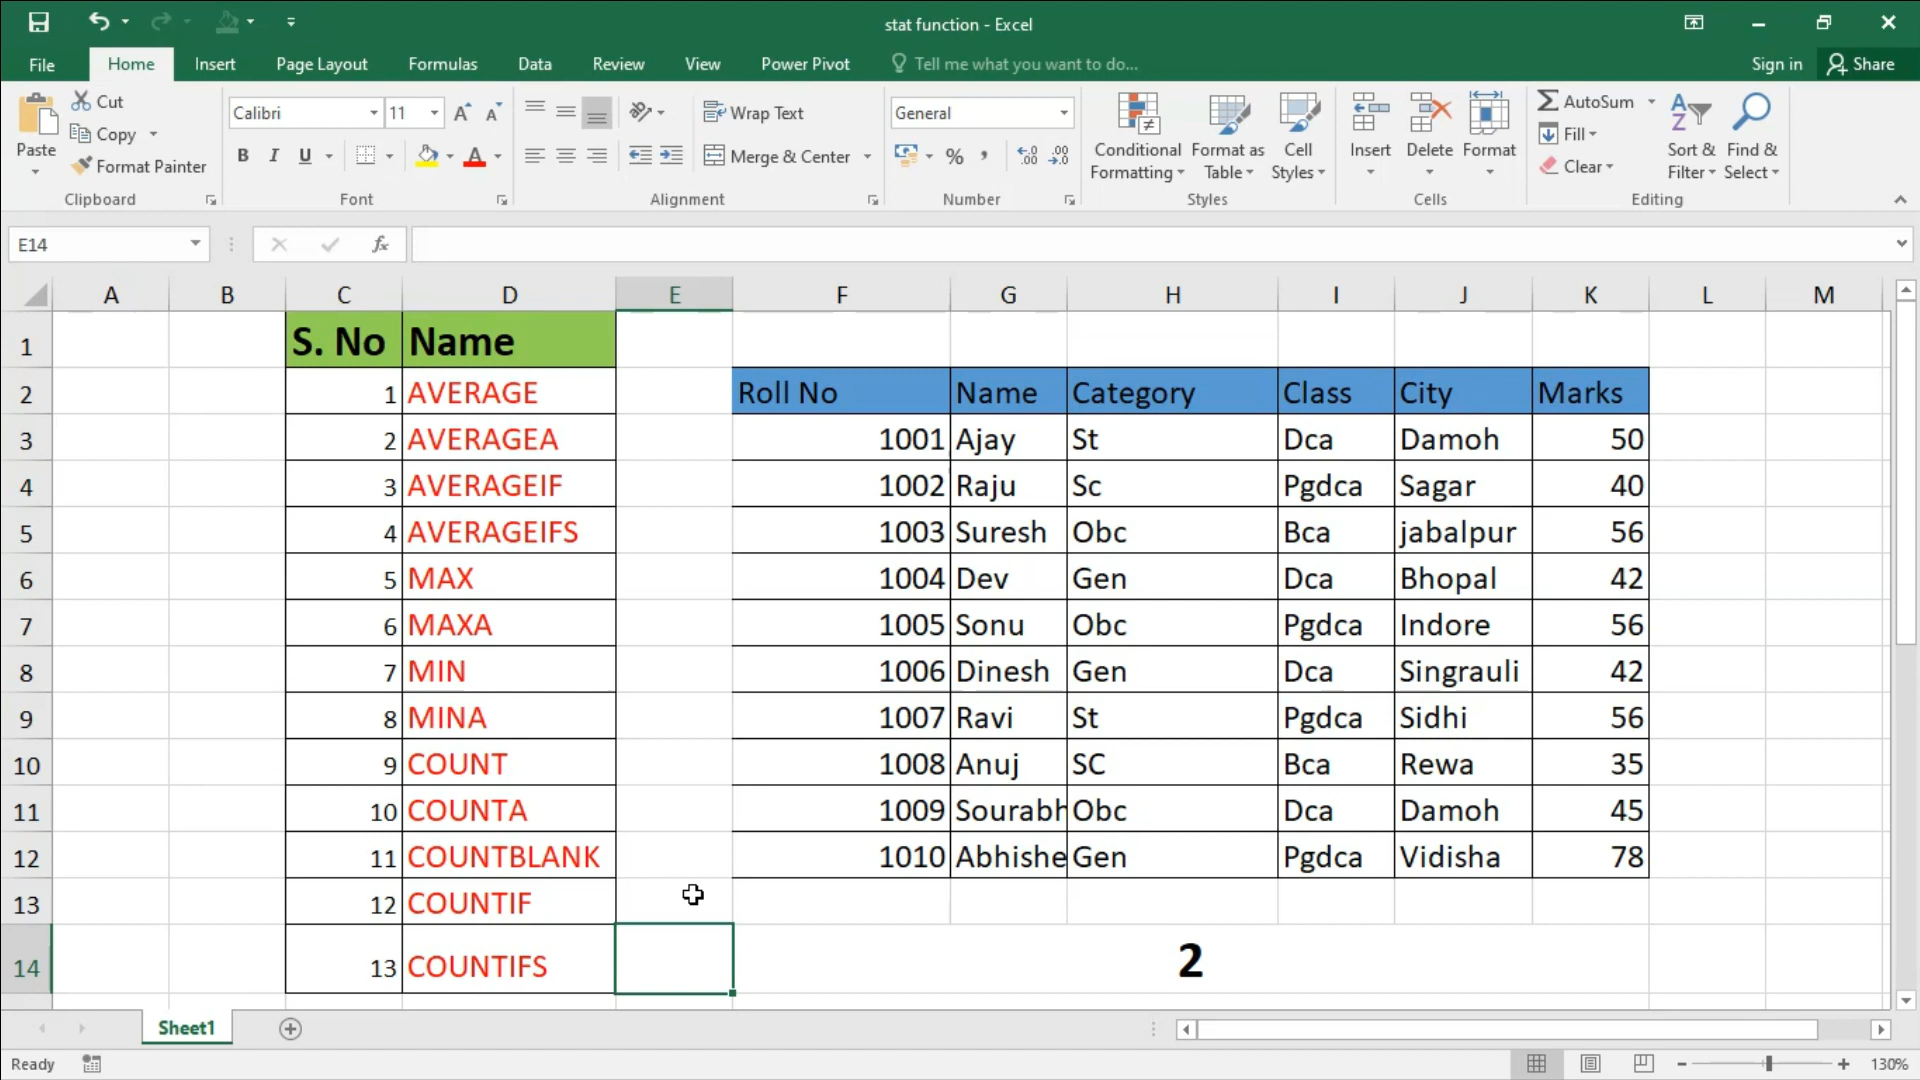 stat function - Excel
File Home Insert Page Layout Formulas Data Review View Power Pivot Tell me what you want to do... Sign in Share
Paste Cut Copy Format Painter Clipboard
Calibri 11 A A B I U A Font
Wrap Text Merge & Center Alignment
General % , .0 .00 .00 .0 Number
Conditional Formatting Format as Table Cell Styles Styles
Insert Delete Format Cells
AutoSum Fill Clear Sort & Filter Find & Select Editing
E14 fx
A B C D E F G H I J K L M
1 S. No Name
2 1 AVERAGE Roll No Name Category Class City Marks
3 2 AVERAGEA 1001 Ajay St Dca Damoh 50
4 3 AVERAGEIF 1002 Raju Sc Pgdca Sagar 40
5 4 AVERAGEIFS 1003 Suresh Obc Bca jabalpur 56
6 5 MAX 1004 Dev Gen Dca Bhopal 42
7 6 MAXA 1005 Sonu Obc Pgdca Indore 56
8 7 MIN 1006 Dinesh Gen Dca Singrauli 42
9 8 MINA 1007 Ravi St Pgdca Sidhi 56
10 9 COUNT 1008 Anuj SC Bca Rewa 35
11 10 COUNTA 1009 Sourabh Obc Dca Damoh 45
12 11 COUNTBLANK 1010 Abhishe Gen Pgdca Vidisha 78
13 12 COUNTIF
14 13 COUNTIFS 2
Sheet1
Ready 130%